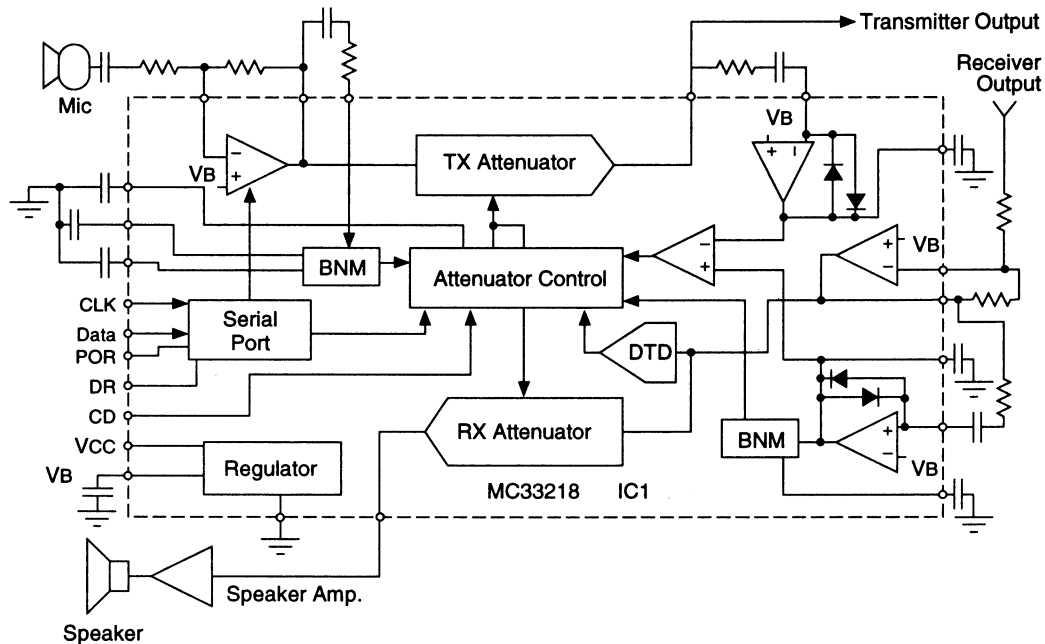 Transmitter Output
Receiver
Output
Mic
VB
+
I
TX Attenuator
−
+
VB
BNM
Attenuator Control
−
+
+
−
VB
CLK
Data
POR
DR
CD
VCC
VB
Serial
Port
DTD
RX Attenuator
BNM
+
−
VB
Regulator
MC33218 IC1
Speaker Amp.
Speaker